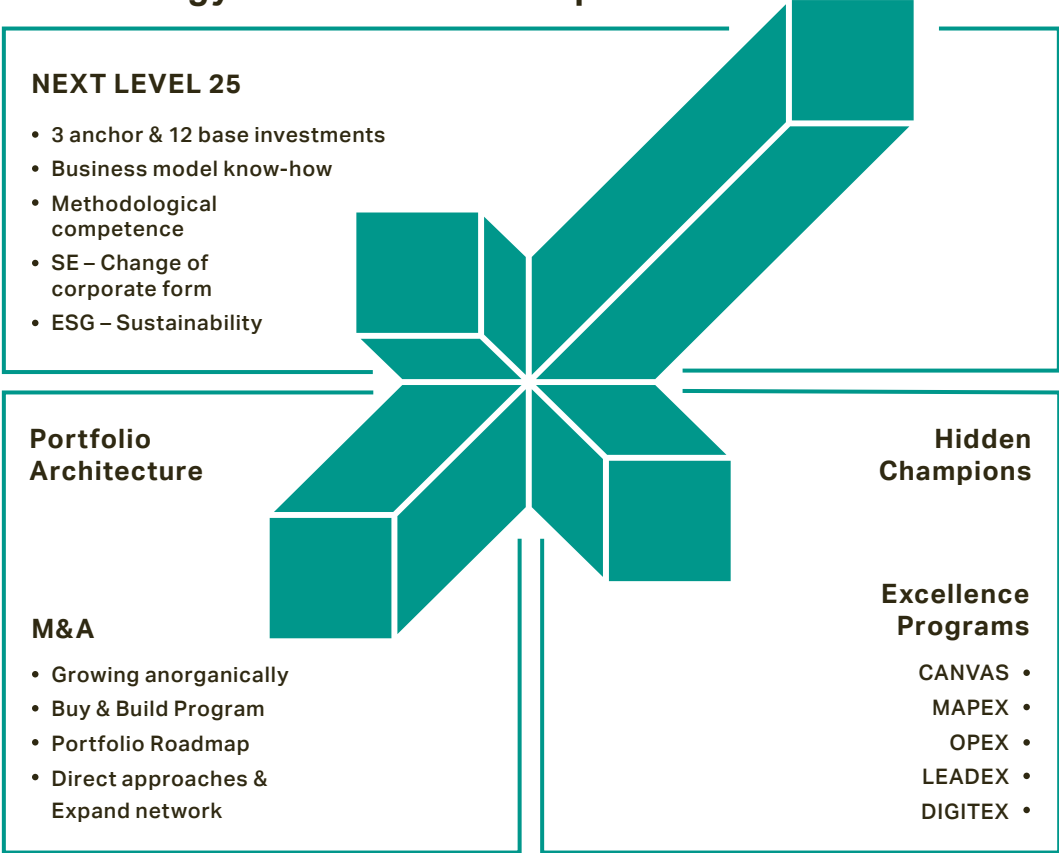 NEXT LEVEL 25
• 3 anchor & 12 base investments
• Business model know-how
• Methodological
competence
• SE – Change of
corporate form
• ESG – Sustainability
Portfolio
Architecture
M&A
• Growing anorganically
• Buy & Build Program
• Portfolio Roadmap
• Direct approaches &
Expand network
Hidden
Champions
Excellence
Programs
CANVAS •
MAPEX •
OPEX •
LEADEX •
DIGITEX •